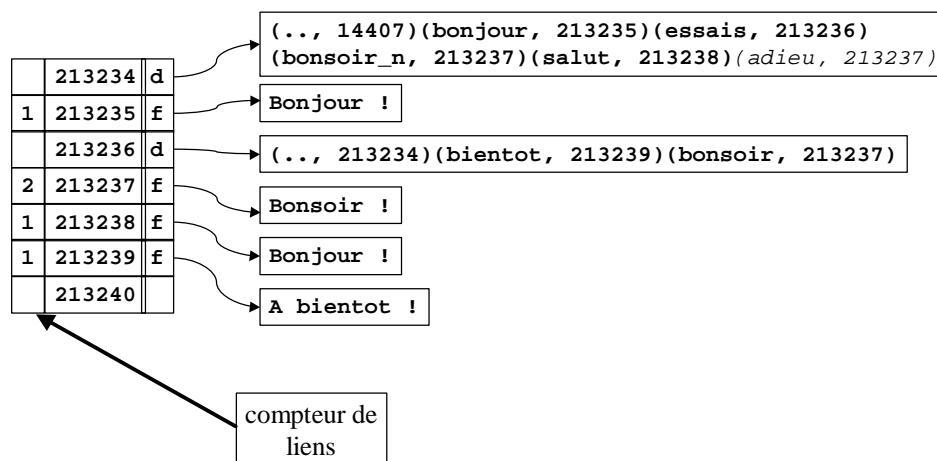 (.., 14407)(bonjour, 213235)(essais, 213236)
(bonsoir_n, 213237)(salut, 213238)(adieu, 213237)
213234 d
1 213235 f
Bonjour !
213236 d
(.., 213234)(bientot, 213239)(bonsoir, 213237)
2 213237 f
Bonsoir !
1 213238 f
Bonjour !
1 213239 f
213240
A bientot !
compteur de
liens